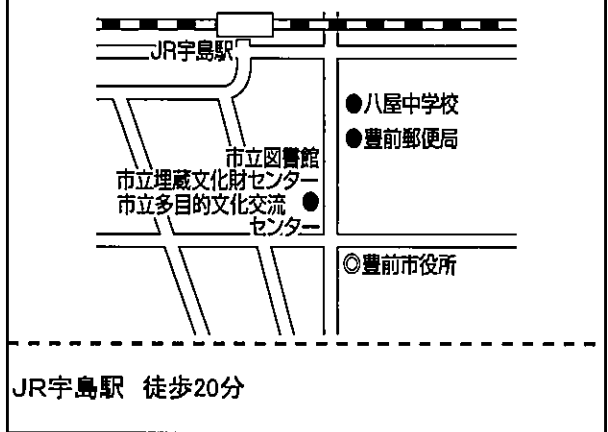 JR宇島駅
●八屋中学校
●豊前郵便局
市立図書館
市立埋蔵文化財センター
市立多目的文化交流
センター
◎豊前市役所
JR宇島駅 徒歩20分